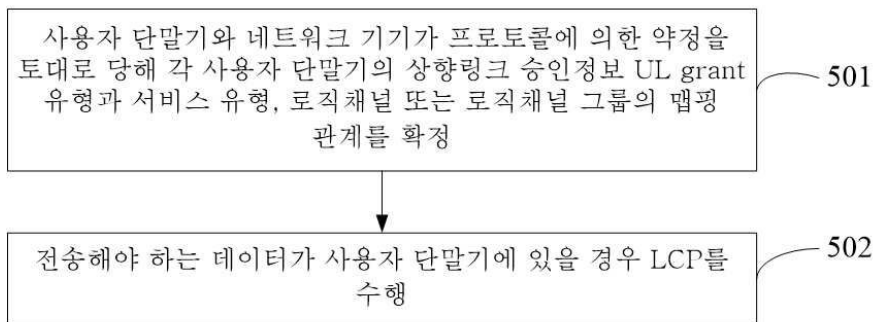 사용자 단말기와 네트워크 기기가 프로토콜에 의한 약정을
토대로 당해 각 사용자 단말기의 상향링크 승인정보 UL grant
유형과 서비스 유형, 로직채널 또는 로직채널 그룹의 맵핑
관계를 확정
501
전송해야 하는 데이터가 사용자 단말기에 있을 경우 LCP를
수행
502